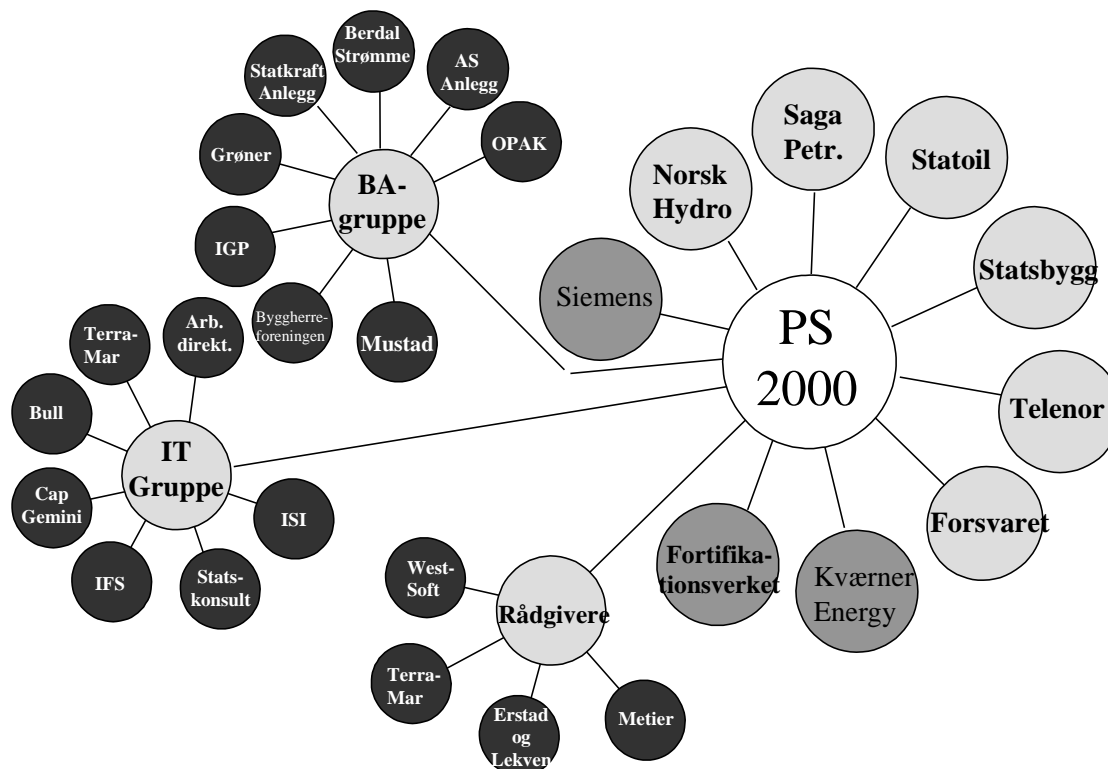 Berdal
Strømme
Statkraft
Anlegg
AS
Anlegg
OPAK
Grøner
BA-
gruppe
IGP
Byggherre-
foreningen
Mustad
Saga
Petr.
Norsk
Hydro
Statoil
Statsbygg
Siemens
PS
2000
Telenor
Forsvaret
Kværner
Energy
Fortifika-
tionsverket
Terra-
Mar
Arb.
direkt.
Bull
IT
Gruppe
Cap
Gemini
ISI
IFS
Stats-
konsult
West-
Soft
Rådgivere
Terra-
Mar
Erstad
og
Lekven
Metier